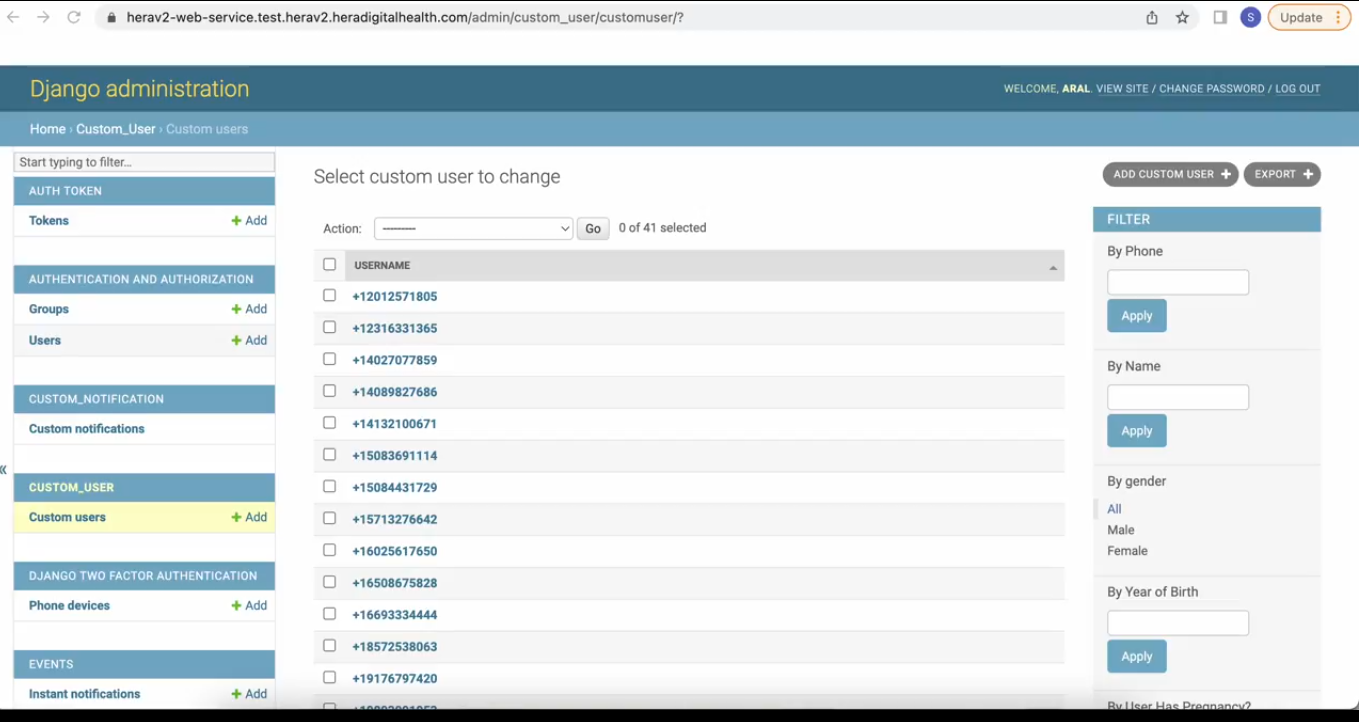 herav2-web-service.test.herav2.heradigitalhealth.com/admin/custom_user/customuser/?
S
Update
Django administration
WELCOME, ARAL. VIEW SITE / CHANGE PASSWORD / LOG OUT
Home › Custom_User › Custom users
Start typing to filter...
AUTH TOKEN
Tokens + Add
AUTHENTICATION AND AUTHORIZATION
Groups + Add
Users + Add
CUSTOM_NOTIFICATION
Custom notifications
CUSTOM_USER
Custom users + Add
DJANGO TWO FACTOR AUTHENTICATION
Phone devices + Add
EVENTS
Instant notifications + Add
«
Select custom user to change
ADD CUSTOM USER +
EXPORT +
Action: --------- Go 0 of 41 selected
USERNAME
+12012571805
+12316331365
+14027077859
+14089827686
+14132100671
+15083691114
+15084431729
+15713276642
+16025617650
+16508675828
+16693334444
+18572538063
+19176797420
FILTER
By Phone
Apply
By Name
Apply
By gender
All
Male
Female
By Year of Birth
Apply
By User Has Pregnancy?